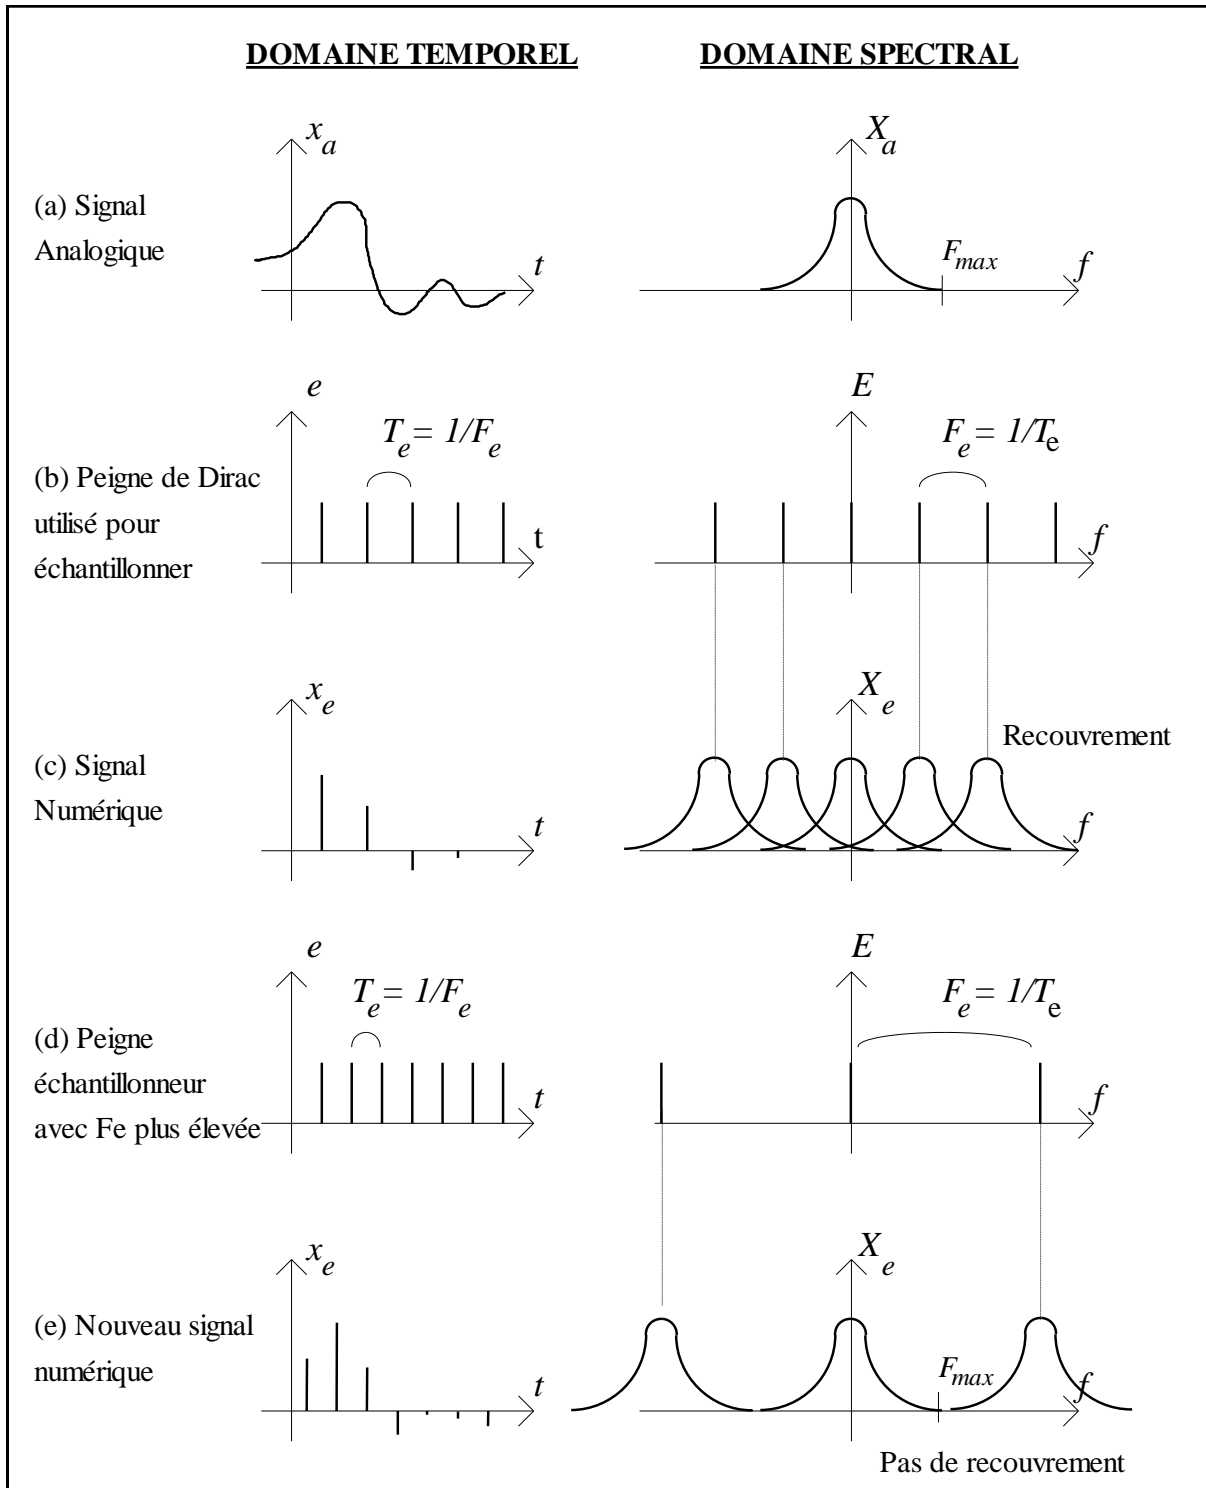 DOMAINE TEMPOREL
DOMAINE SPECTRAL
(a) Signal
Analogique
x_a
t
X_a
F_max
f
(b) Peigne de Dirac
utilisé pour
échantillonner
e
T_e = 1/F_e
t
E
F_e = 1/T_e
f
(c) Signal
Numérique
x_e
t
X_e
Recouvrement
f
(d) Peigne
échantillonneur
avec Fe plus élevée
e
T_e = 1/F_e
t
E
F_e = 1/T_e
f
(e) Nouveau signal
numérique
x_e
t
X_e
F_max
f
Pas de recouvrement